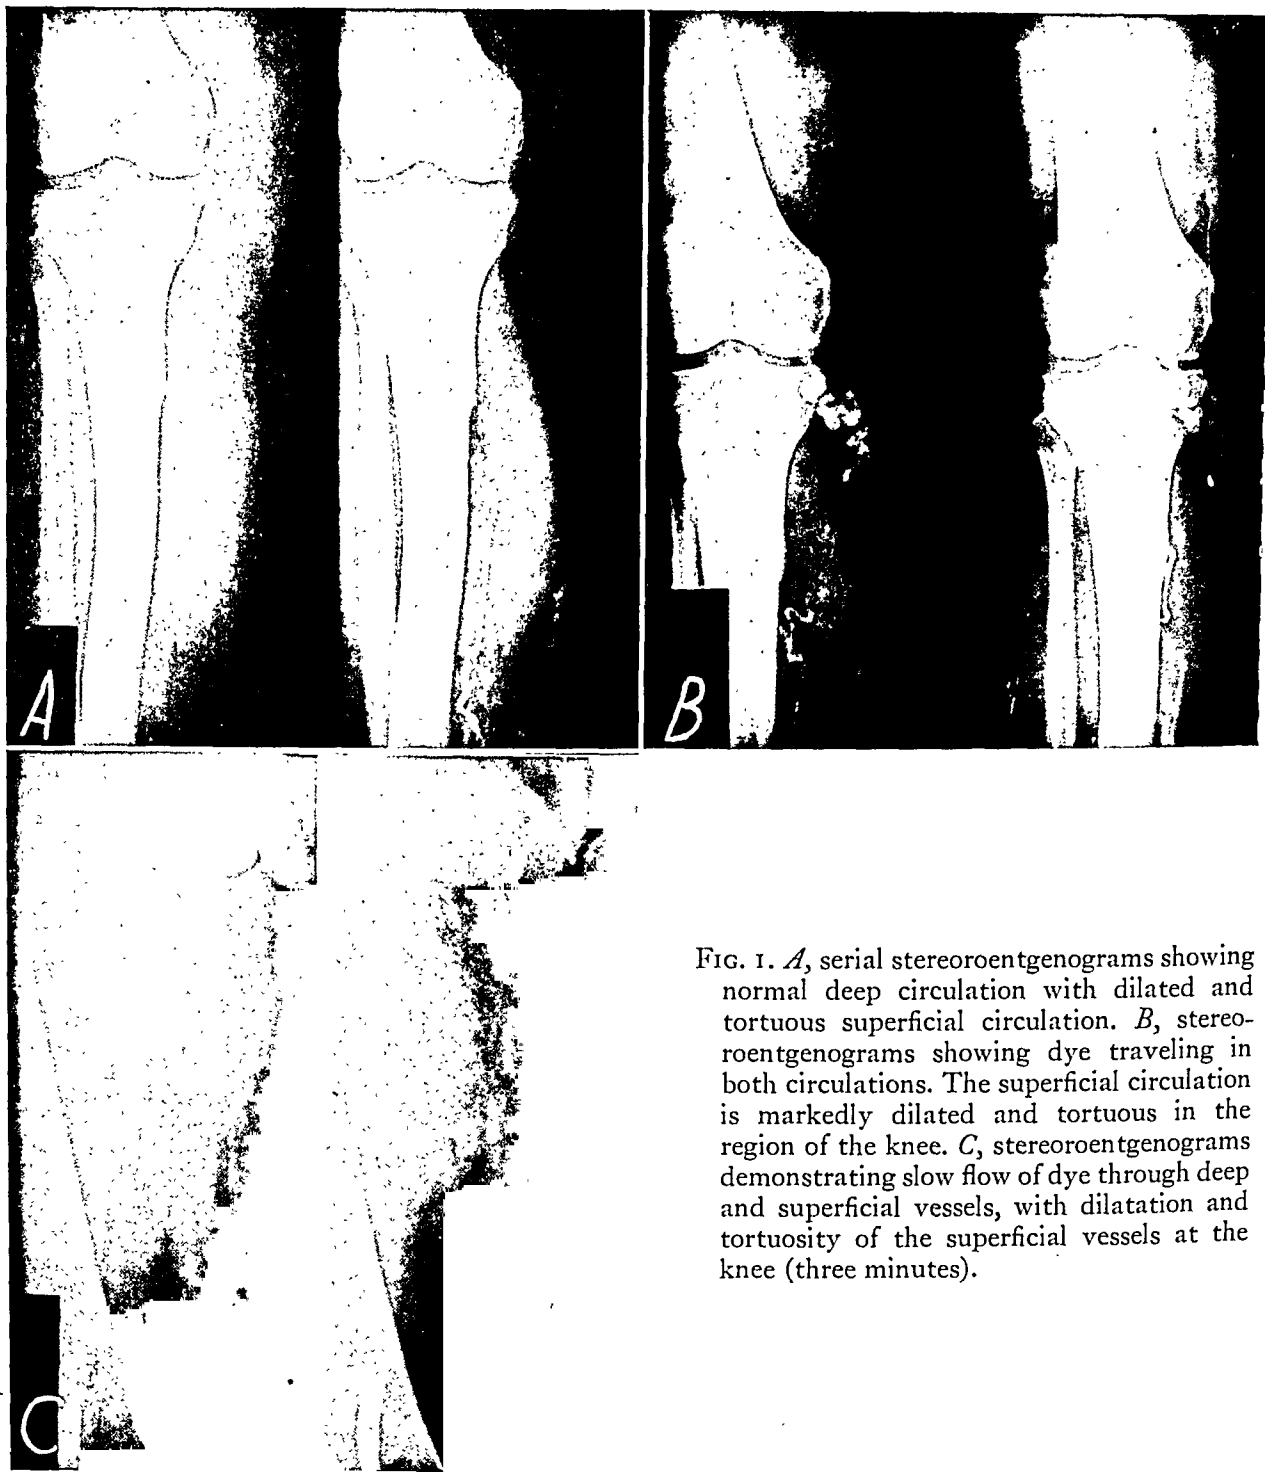 A
B
C
FIG. 1. A, serial stereoroentgenograms showing
normal deep circulation with dilated and
tortuous superficial circulation. B, stereo-
roentgenograms showing dye traveling in
both circulations. The superficial circulation
is markedly dilated and tortuous in the
region of the knee. C, stereoroentgenograms
demonstrating slow flow of dye through deep
and superficial vessels, with dilatation and
tortuosity of the superficial vessels at the
knee (three minutes).